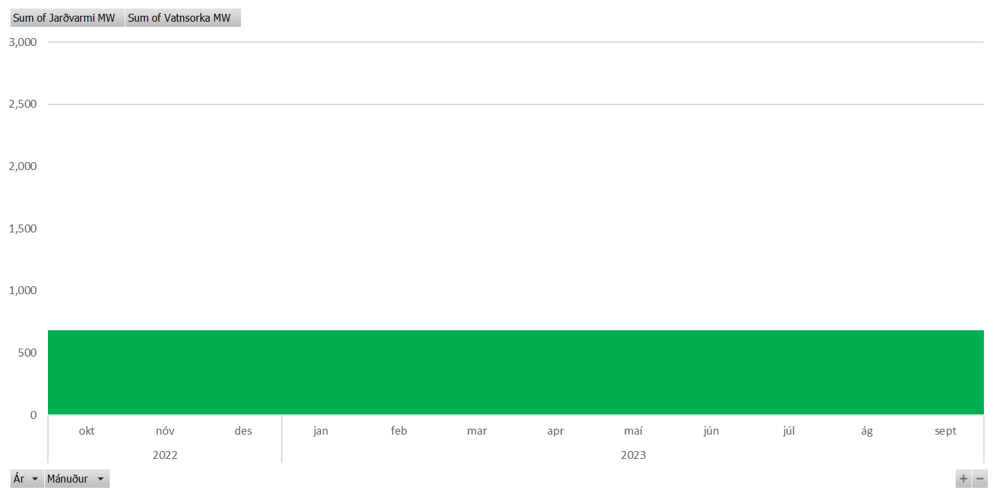 Sum of Jarðvarmi MW Sum of Vatnsorka MW
3,000
2,500
2,000
1,500
1,000
500
0
okt nóv des jan feb mar apr maí jún júl ág sept
2022 2023
Ár Mánuður